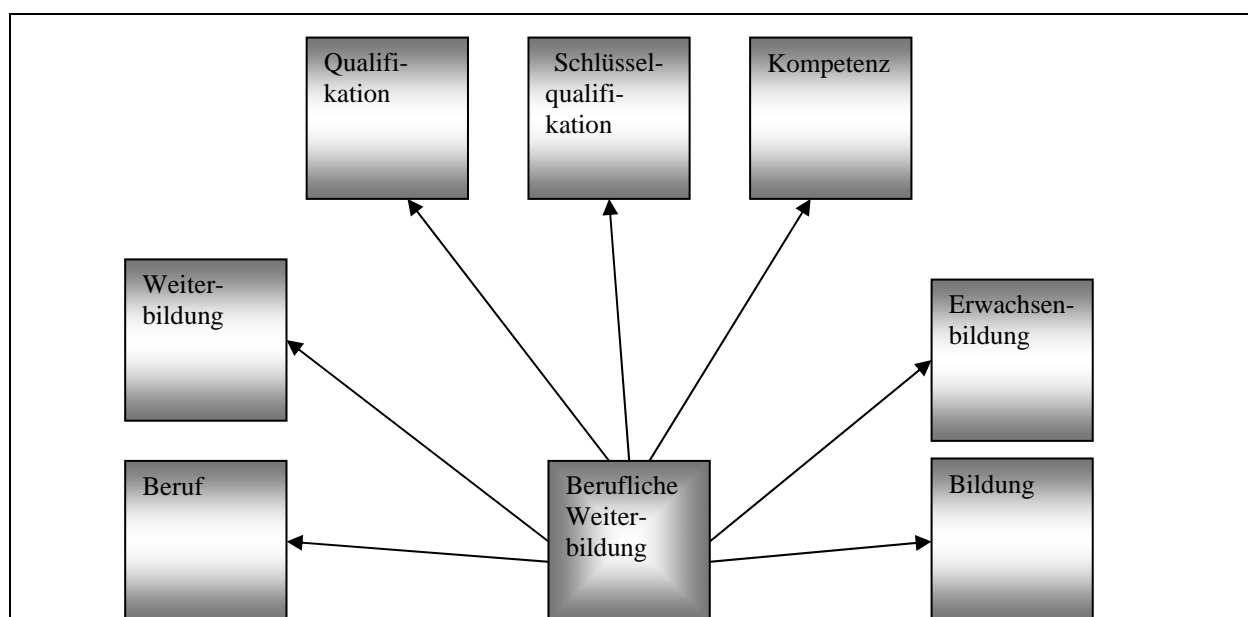 Qualifi-
kation
Schlüssel-
qualifi-
kation
Kompetenz
Weiter-
bildung
Erwachsen-
bildung
Beruf
Berufliche
Weiter-
bildung
Bildung